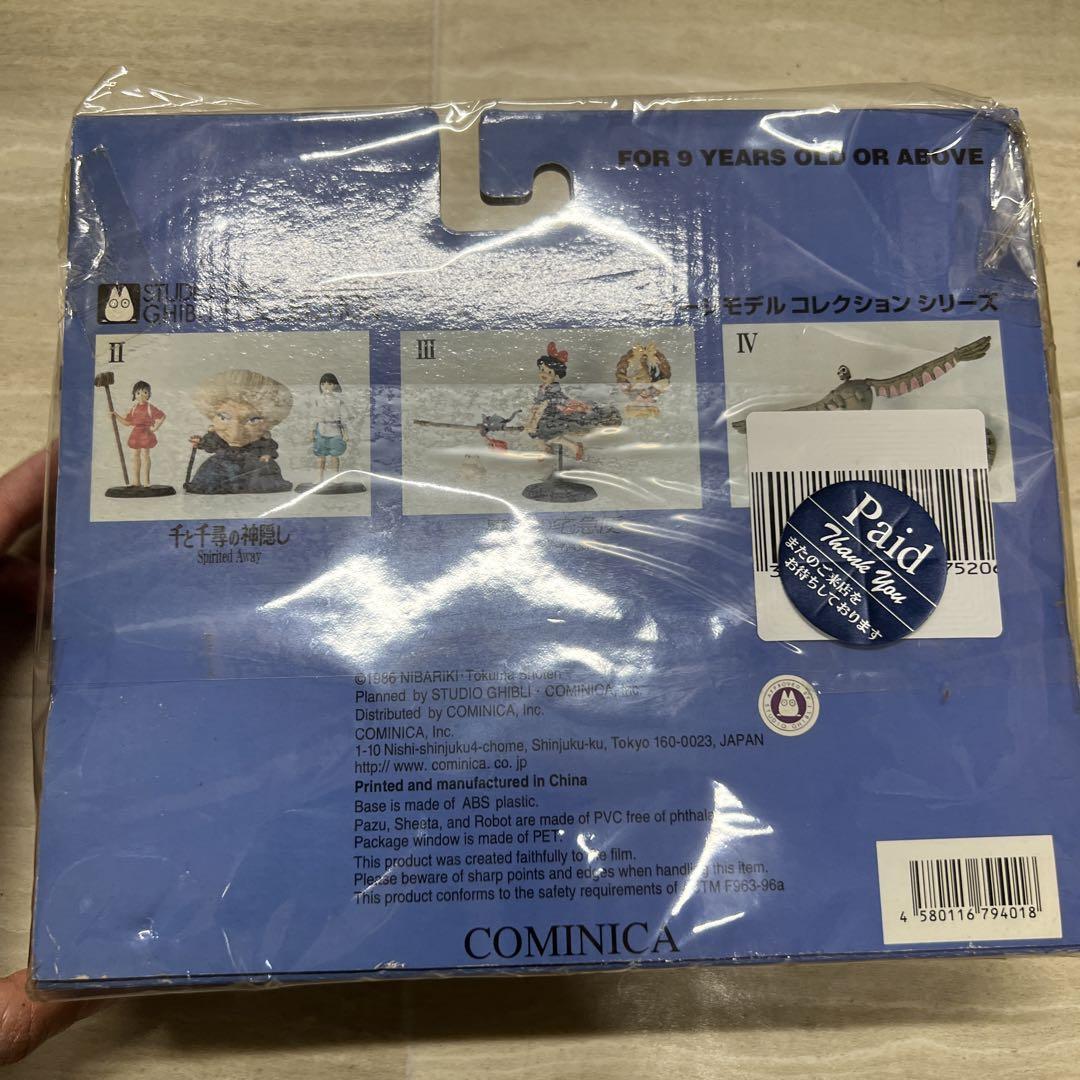 FOR 9 YEARS OLD OR ABOVE
STUDIO
GHIBLI
モデル コレクション シリーズ
II
III
IV
千と千尋の神隠し
Spirited Away
7520
Paid
Thank You
またのご来店を
お待ちしております
©1986 NIBARIKI・Tokuma Shoten
Planned by STUDIO GHIBLI・COMINICA, Inc.
Distributed by COMINICA, Inc.
COMINICA, Inc.
1-10 Nishi-shinjuku4-chome, Shinjuku-ku, Tokyo 160-0023, JAPAN
http:// www. cominica. co. jp
Printed and manufactured in China
Base is made of ABS plastic.
Pazu, Sheeta, and Robot are made of PVC free of
Package window is made of PET.
This product was created faithfully to the film.
Please beware of sharp points and edges when handling this item.
This product conforms to the safety requirements of ASTM F963-96a
4 580116 794018
COMINICA